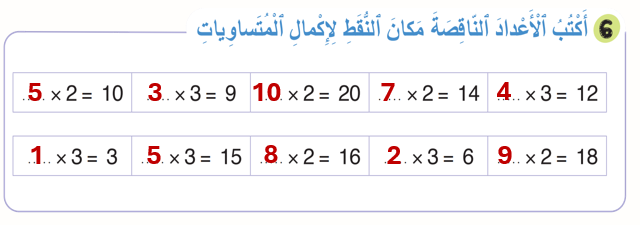 6 أَكْتُبُ ٱلْأَعْدادَ ٱلنّاقِصَةَ مَكانَ ٱلنُّقَطِ لِإِكْمالِ ٱلْمُتَساوِياتِ
5 × 2 = 10 3 × 3 = 9 10 × 2 = 20 7 × 2 = 14 4 × 3 = 12
1 × 3 = 3 5 × 3 = 15 8 × 2 = 16 2 × 3 = 6 9 × 2 = 18